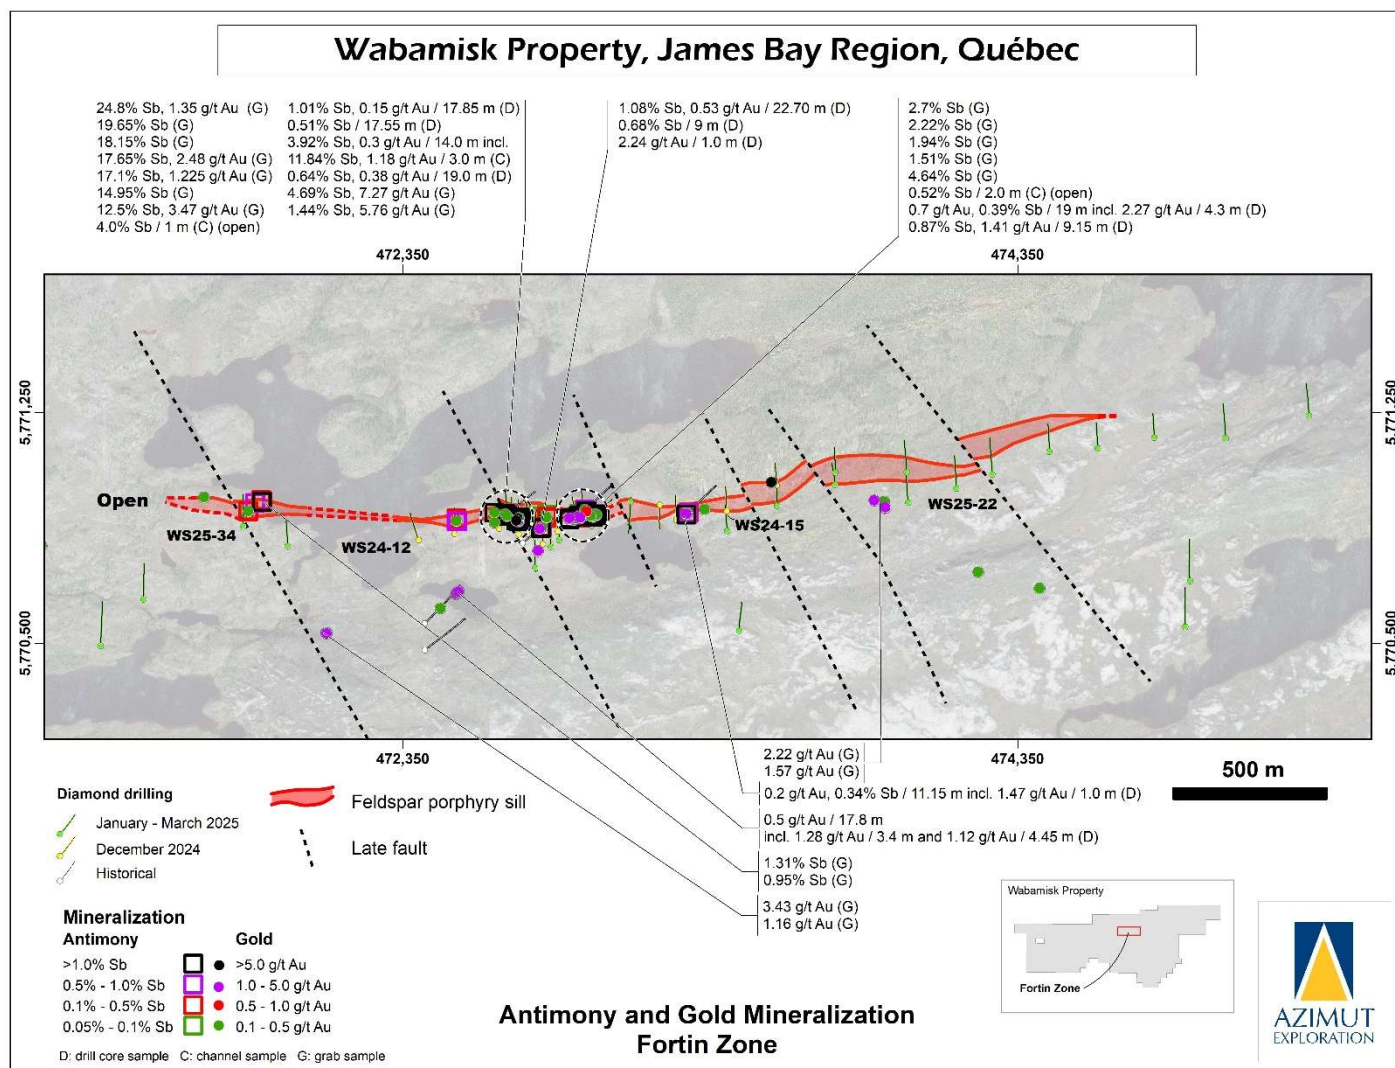 Wabamisk Property, James Bay Region, Québec
24.8% Sb, 1.35 g/t Au (G)
19.65% Sb (G)
18.15% Sb (G)
17.65% Sb, 2.48 g/t Au (G)
17.1% Sb, 1.225 g/t Au (G)
14.95% Sb (G)
12.5% Sb, 3.47 g/t Au (G)
4.0% Sb / 1 m (C) (open)
1.01% Sb, 0.15 g/t Au / 17.85 m (D)
0.51% Sb / 17.55 m (D)
3.92% Sb, 0.3 g/t Au / 14.0 m incl.
11.84% Sb, 1.18 g/t Au / 3.0 m (C)
0.64% Sb, 0.38 g/t Au / 19.0 m (D)
4.69% Sb, 7.27 g/t Au (G)
1.44% Sb, 5.76 g/t Au (G)
1.08% Sb, 0.53 g/t Au / 22.70 m (D)
0.68% Sb / 9 m (D)
2.24 g/t Au / 1.0 m (D)
2.7% Sb (G)
2.22% Sb (G)
1.94% Sb (G)
1.51% Sb (G)
4.64% Sb (G)
0.52% Sb / 2.0 m (C) (open)
0.7 g/t Au, 0.39% Sb / 19 m incl. 2.27 g/t Au / 4.3 m (D)
0.87% Sb, 1.41 g/t Au / 9.15 m (D)
472,350
474,350
5,771,250
5,771,250
Open
WS25-34
WS24-12
WS24-15
WS25-22
5,770,500
5,770,500
472,350
474,350
2.22 g/t Au (G)
1.57 g/t Au (G)
0.2 g/t Au, 0.34% Sb / 11.15 m incl. 1.47 g/t Au / 1.0 m (D)
0.5 g/t Au / 17.8 m
incl. 1.28 g/t Au / 3.4 m and 1.12 g/t Au / 4.45 m (D)
1.31% Sb (G)
0.95% Sb (G)
3.43 g/t Au (G)
1.16 g/t Au (G)
500 m
Diamond drilling
January - March 2025
December 2024
Historical
Feldspar porphyry sill
Late fault
Mineralization
Antimony Gold
>1.0% Sb >5.0 g/t Au
0.5% - 1.0% Sb 1.0 - 5.0 g/t Au
0.1% - 0.5% Sb 0.5 - 1.0 g/t Au
0.05% - 0.1% Sb 0.1 - 0.5 g/t Au
D: drill core sample C: channel sample G: grab sample
Antimony and Gold Mineralization
Fortin Zone
Wabamisk Property
Fortin Zone
AZIMUT
EXPLORATION